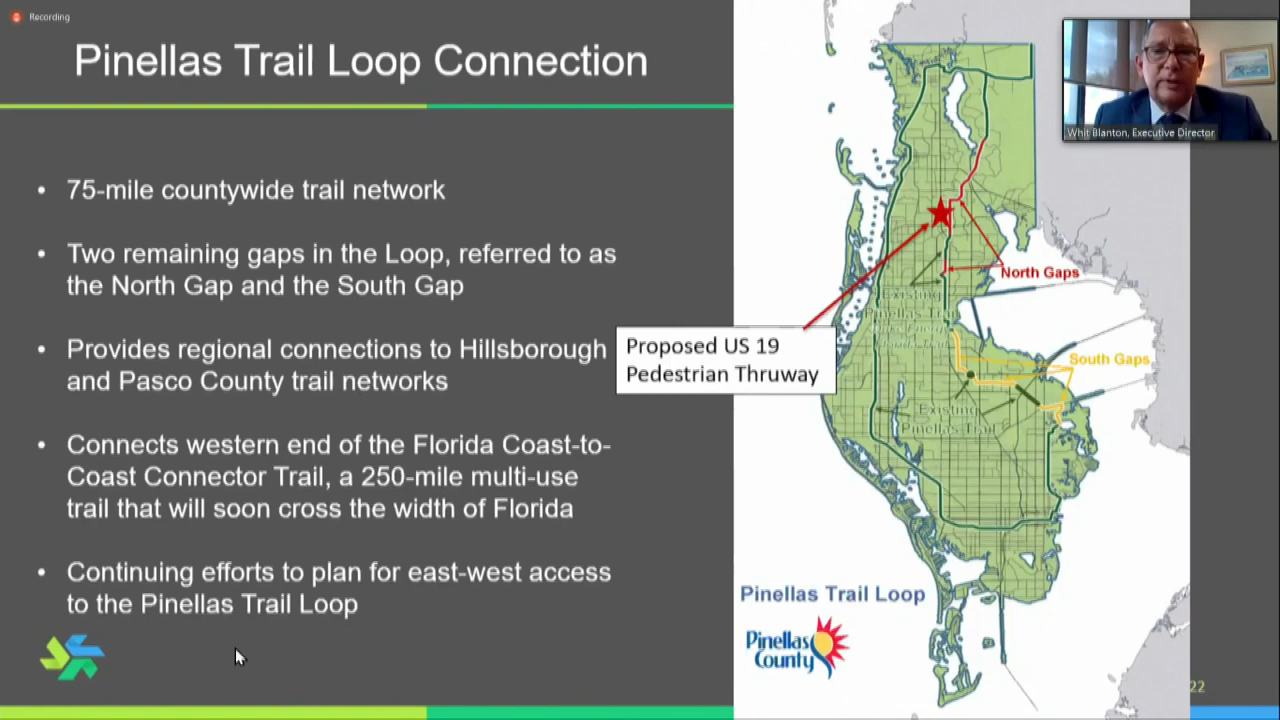 Recording
Pinellas Trail Loop Connection
Whit Blanton, Executive Director
• 75-mile countywide trail network
• Two remaining gaps in the Loop, referred to as
the North Gap and the South Gap
• Provides regional connections to Hillsborough
and Pasco County trail networks
• Connects western end of the Florida Coast-to-
Coast Connector Trail, a 250-mile multi-use
trail that will soon cross the width of Florida
• Continuing efforts to plan for east-west access
to the Pinellas Trail Loop
North Gaps
Existing
Pinellas Trail
Proposed US 19
Pedestrian Thruway
South Gaps
Existing
Pinellas Trail
Pinellas Trail Loop
Pinellas
County
22